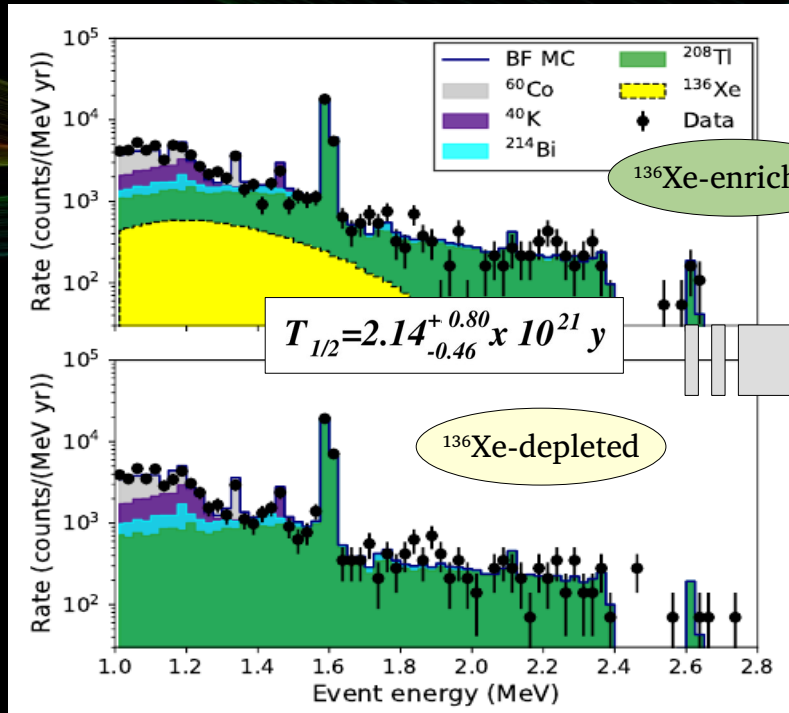 10⁵
10⁴
10³
10²
Rate (counts/(MeV yr))
BF MC
⁶⁰Co
⁴⁰K
²¹⁴Bi
²⁰⁸Tl
¹³⁶Xe
Data
¹³⁶Xe-enrich
T₁/₂=2.14 +0.80 -0.46 x 10²¹ y
10⁵
10⁴
10³
10²
Rate (counts/(MeV yr))
¹³⁶Xe-depleted
1.0 1.2 1.4 1.6 1.8 2.0 2.2 2.4 2.6 2.8
Event energy (MeV)